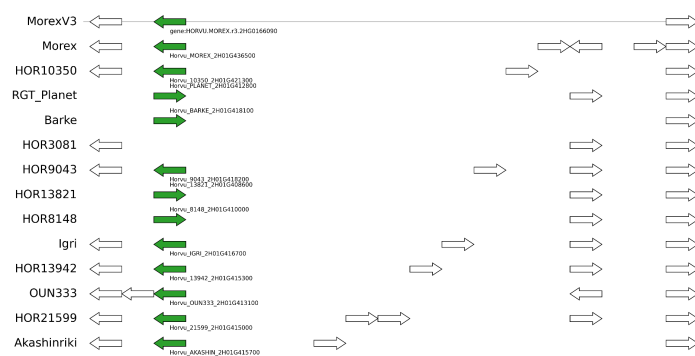 MorexV3
gene:HORVU.MOREX.r3.2HG0166090
Morex
Horvu_MOREX_2H01G436500
HOR10350
Horvu_10350_2H01G421300
Horvu_PLANET_2H01G412800
RGT_Planet
Horvu_BARKE_2H01G418100
Barke
HOR3081
HOR9043
Horvu_9043_2H01G418200
Horvu_13821_2H01G408600
HOR13821
Horvu_8148_2H01G410000
HOR8148
Igri
Horvu_IGRI_2H01G416700
HOR13942
Horvu_13942_2H01G415300
OUN333
Horvu_OUN333_2H01G413100
HOR21599
Horvu_21599_2H01G415000
Akashinriki
Horvu_AKASHIN_2H01G415700